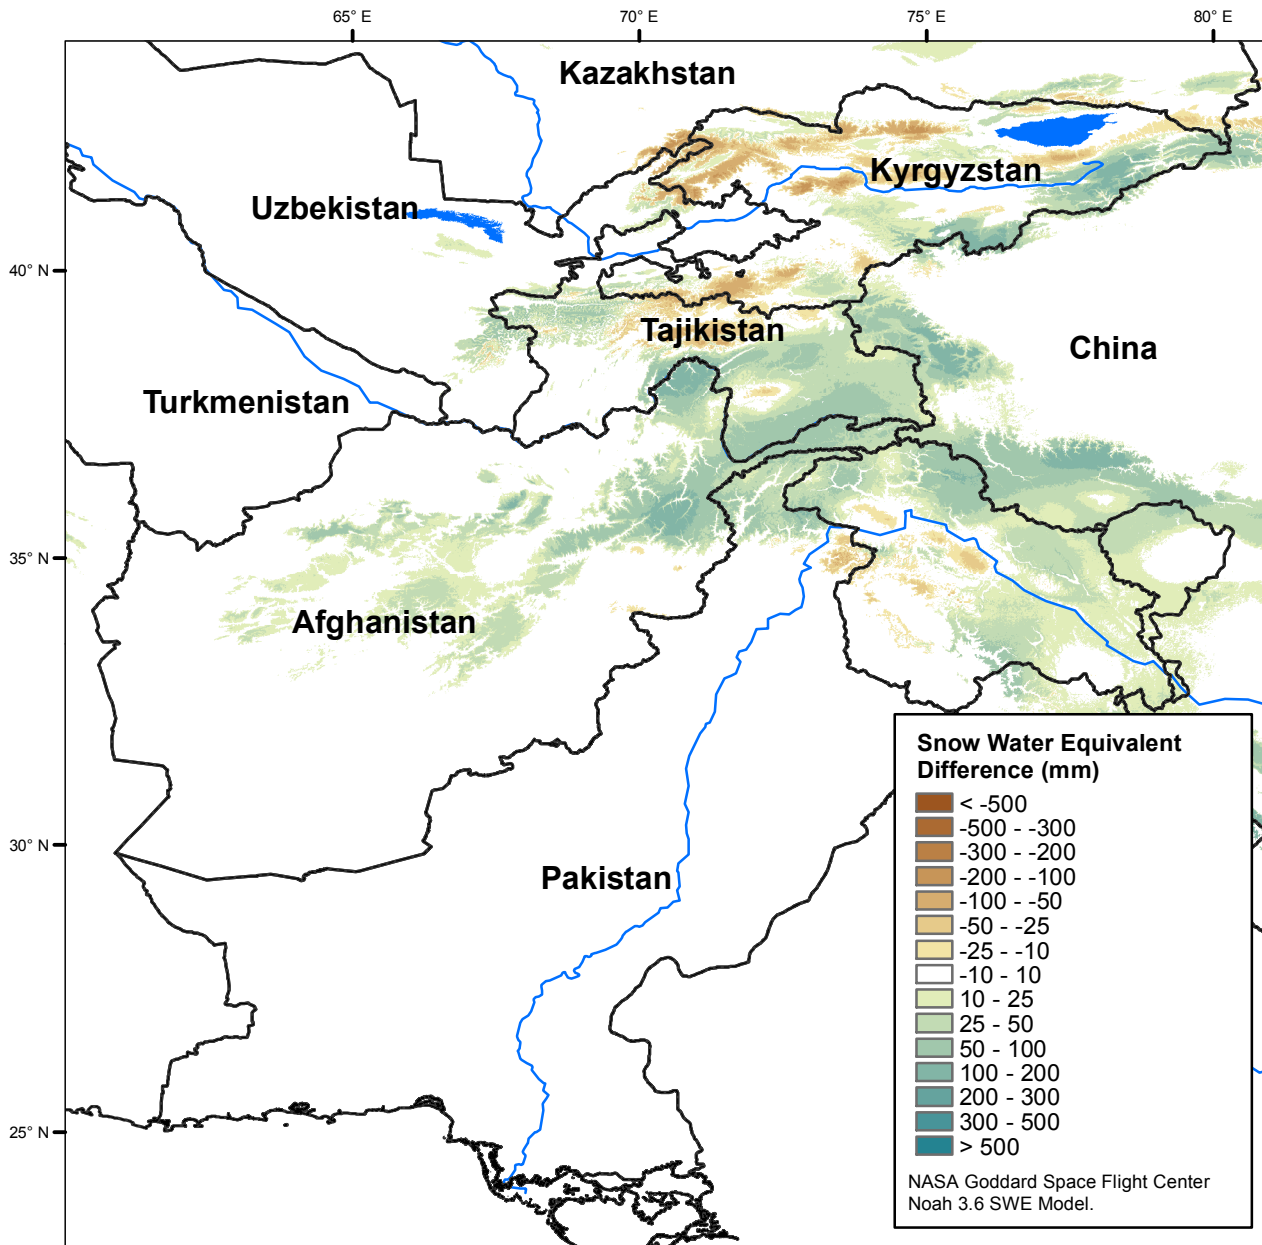 65° E
70° E
75° E
80° E
Kazakhstan
Kyrgyzstan
Uzbekistan
40° N
Tajikistan
China
Turkmenistan
35° N
Afghanistan
30° N
Pakistan
25° N
Snow Water Equivalent
Difference (mm)
< -500
-500 - -300
-300 - -200
-200 - -100
-100 - -50
-50 - -25
-25 - -10
-10 - 10
10 - 25
25 - 50
50 - 100
100 - 200
200 - 300
300 - 500
> 500
NASA Goddard Space Flight Center
Noah 3.6 SWE Model.